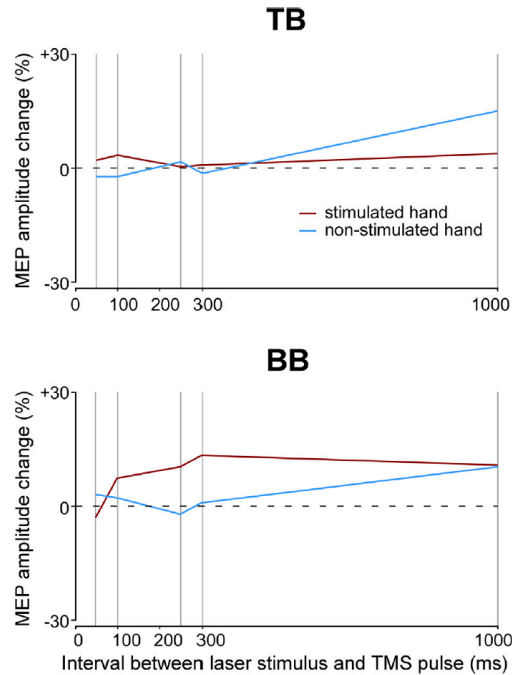 TB
MEP amplitude change (%)
+30
0
-30
stimulated hand
non-stimulated hand
0 100 200 300 1000
BB
MEP amplitude change (%)
+30
0
-30
0 100 200 300 1000
Interval between laser stimulus and TMS pulse (ms)